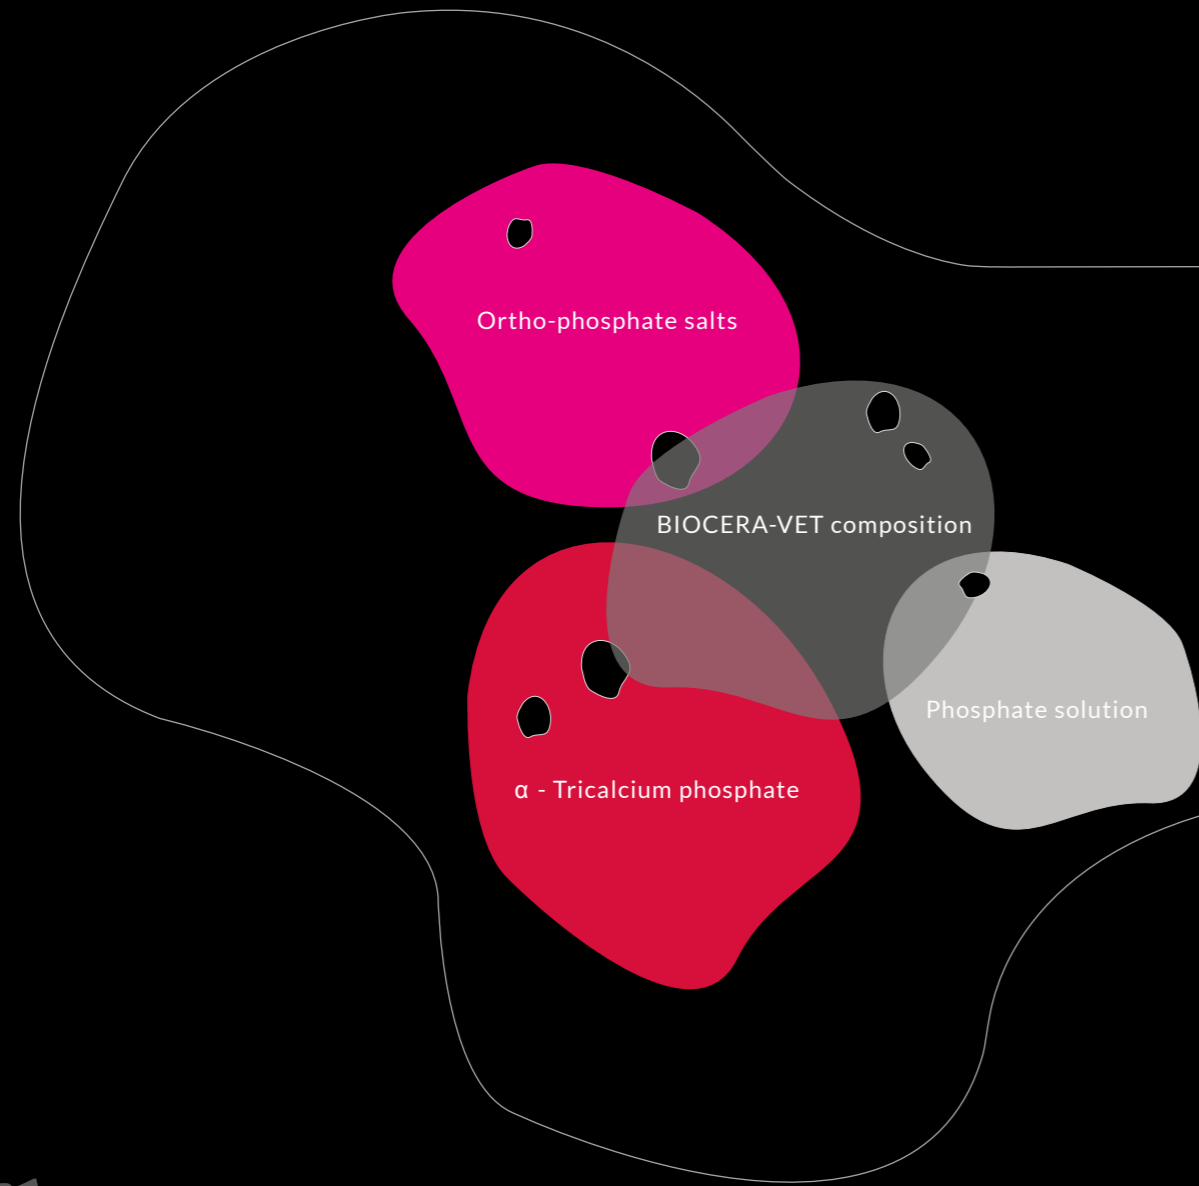 Ortho-phosphate salts
BIOCERA-VET composition
Phosphate solution
α - Tricalcium phosphate